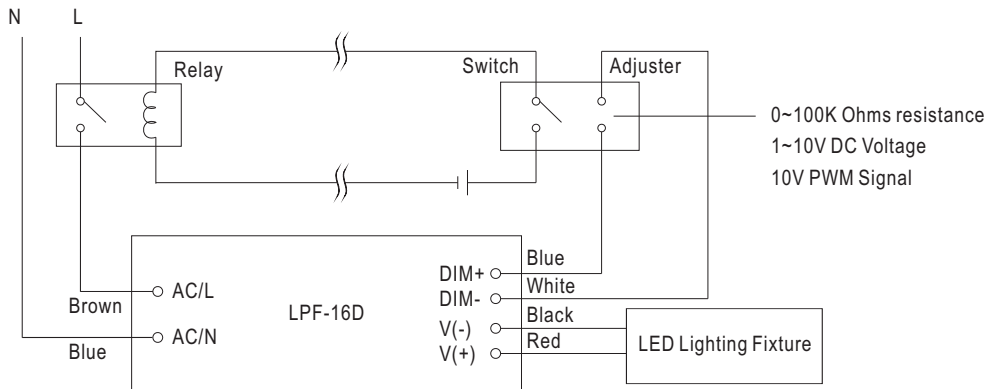 N
L
Relay
Switch
Adjuster
0~100K Ohms resistance
1~10V DC Voltage
10V PWM Signal
Brown
AC/L
Blue
AC/N
LPF-16D
DIM+
Blue
DIM-
White
V(-)
Black
V(+)
Red
LED Lighting Fixture